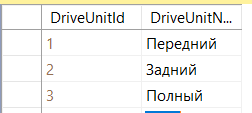 DriveUnitId DriveUnitN...
1 Передний
2 Задний
3 Полный